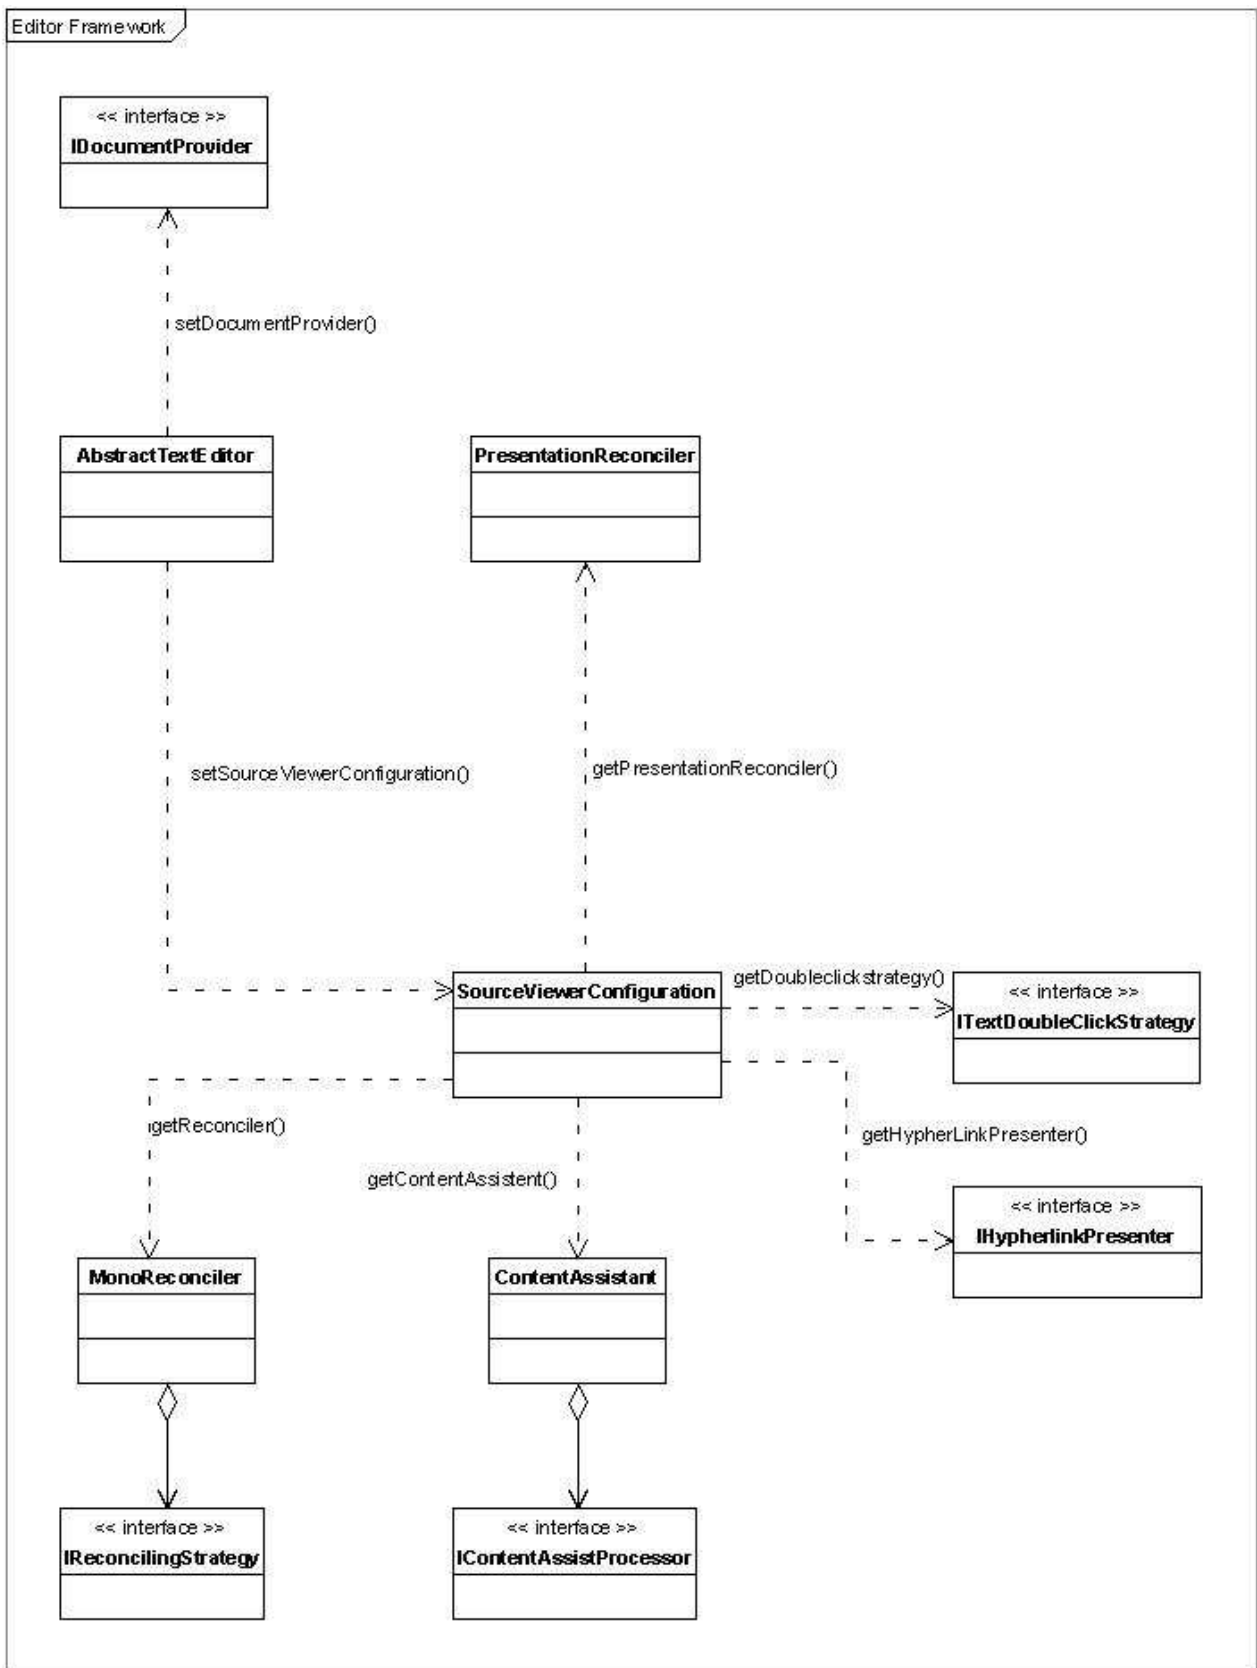 Editor Framework
<< interface >>
IDocumentProvider
setDocumentProvider()
AbstractTextEditor
PresentationReconciler
setSourceViewerConfiguration()
getPresentationReconciler()
SourceViewerConfiguration
getDoubleclickstrategy()
<< interface >>
ITextDoubleClickStrategy
getReconciler()
getHypherLinkPresenter()
getContentAssistent()
<< interface >>
IHypherlinkPresenter
MonoReconciler
ContentAssistant
<< interface >>
IReconcilingStrategy
<< interface >>
IContentAssistProcessor